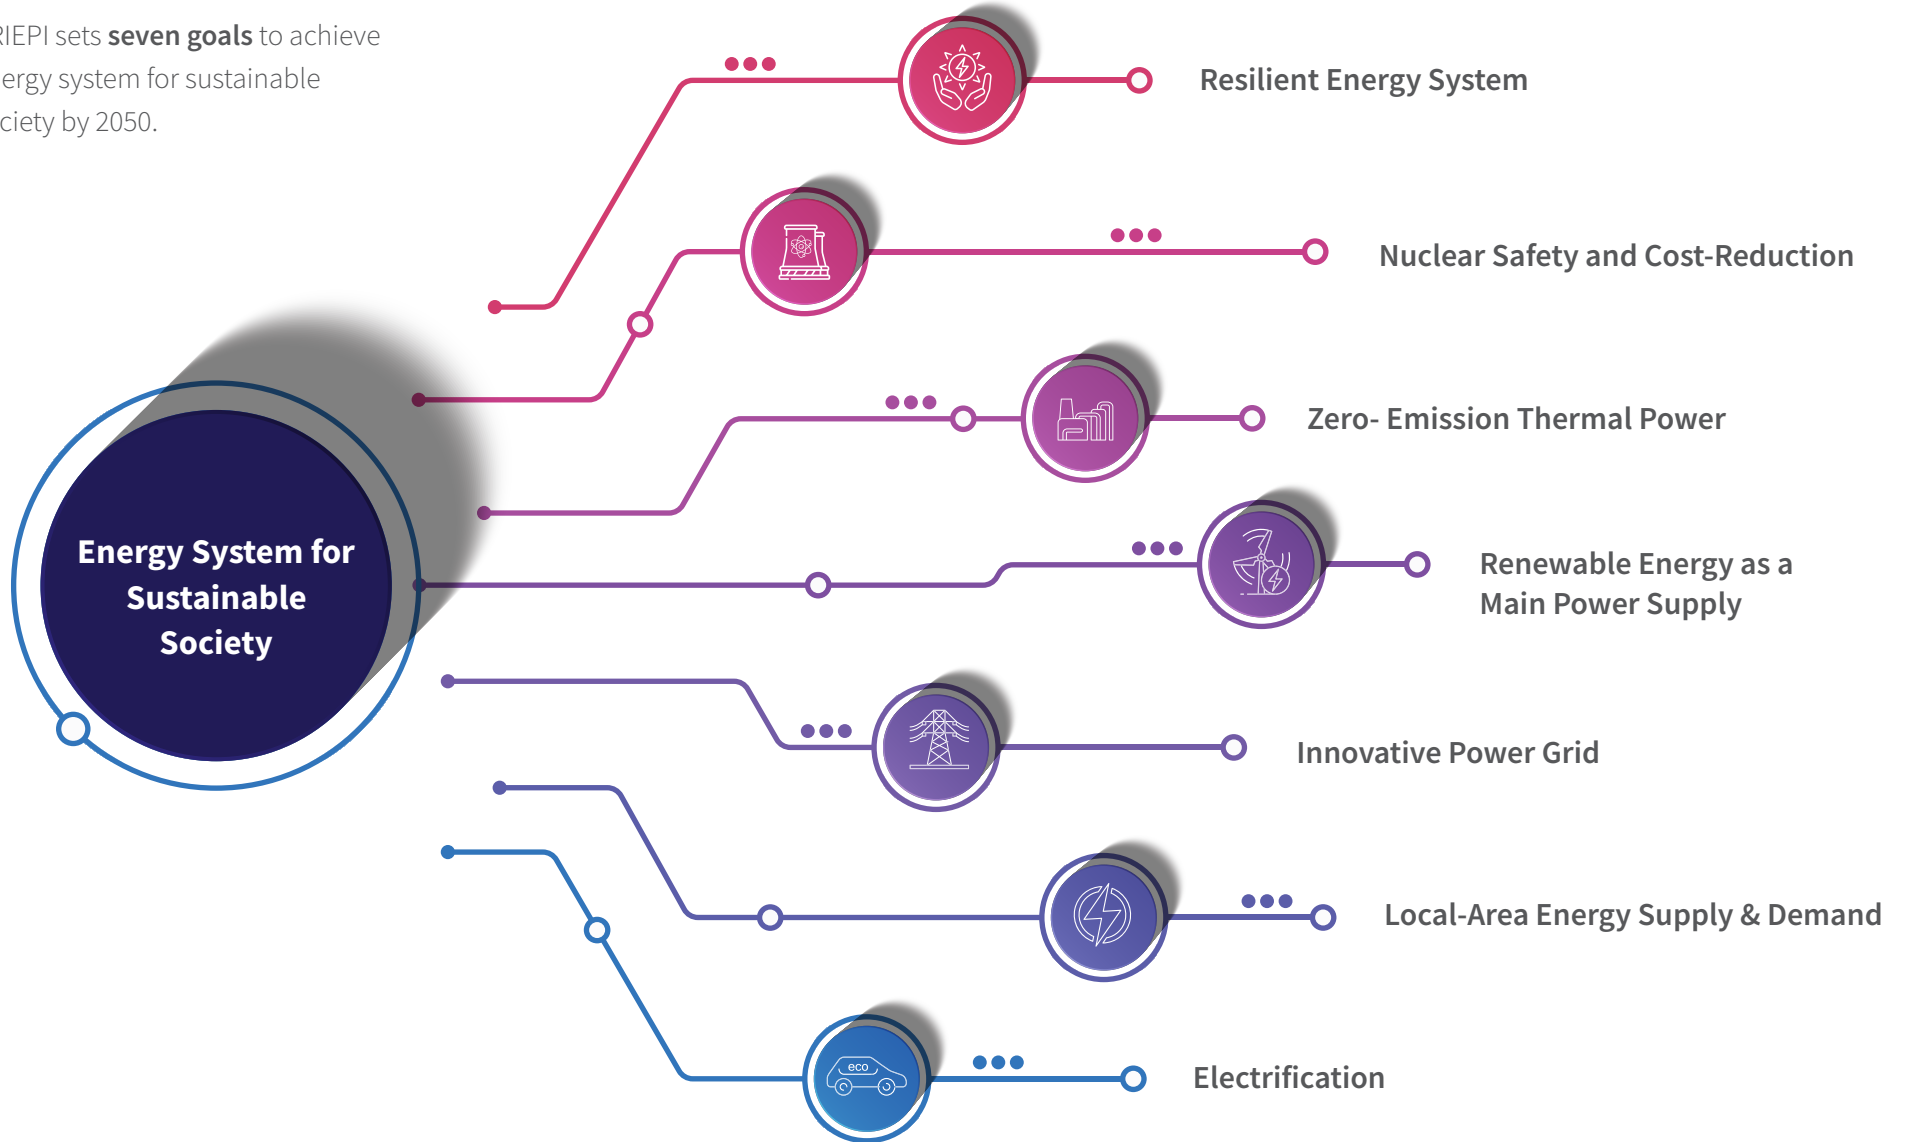 RIEPI sets seven goals to achieve
ergy system for sustainable
ciety by 2050.
Resilient Energy System
Nuclear Safety and Cost-Reduction
Zero- Emission Thermal Power
Energy System for
Sustainable
Society
Renewable Energy as a
Main Power Supply
Innovative Power Grid
Local-Area Energy Supply & Demand
eco
Electrification